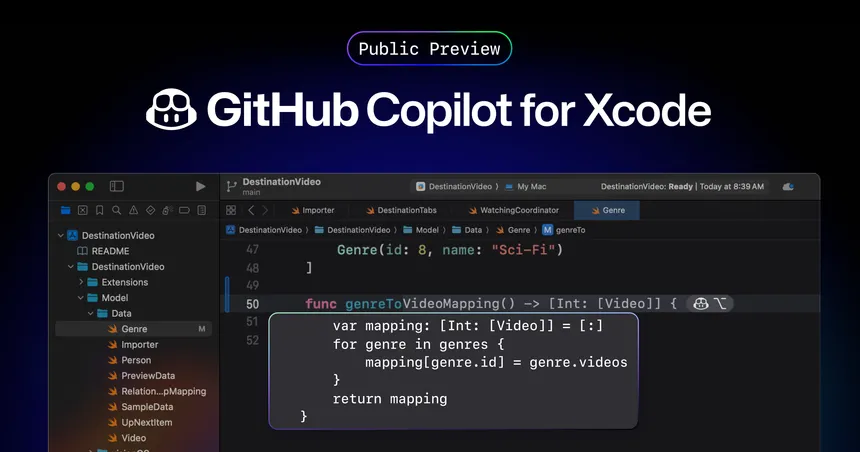 Public Preview
GitHub Copilot for Xcode
DestinationVideo
main
DestinationVideo
My Mac
DestinationVideo: Ready | Today at 8:39 AM
Importer
DestinationTabs
WatchingCoordinator
Genre
DestinationVideo
DestinationVideo
Model
Data
Genre
M genreTo
DestinationVideo
README
DestinationVideo
Extensions
Model
Data
Genre M
Importer
Person
PreviewData
Relation...pMapping
SampleData
UpNextItem
Video
47 Genre(id: 8, name: "Sci-Fi")
48 ]
49
50 func genreToVideoMapping() -> [Int: [Video]] {
51
52
var mapping: [Int: [Video]] = [:]
for genre in genres {
mapping[genre.id] = genre.videos
}
return mapping
}